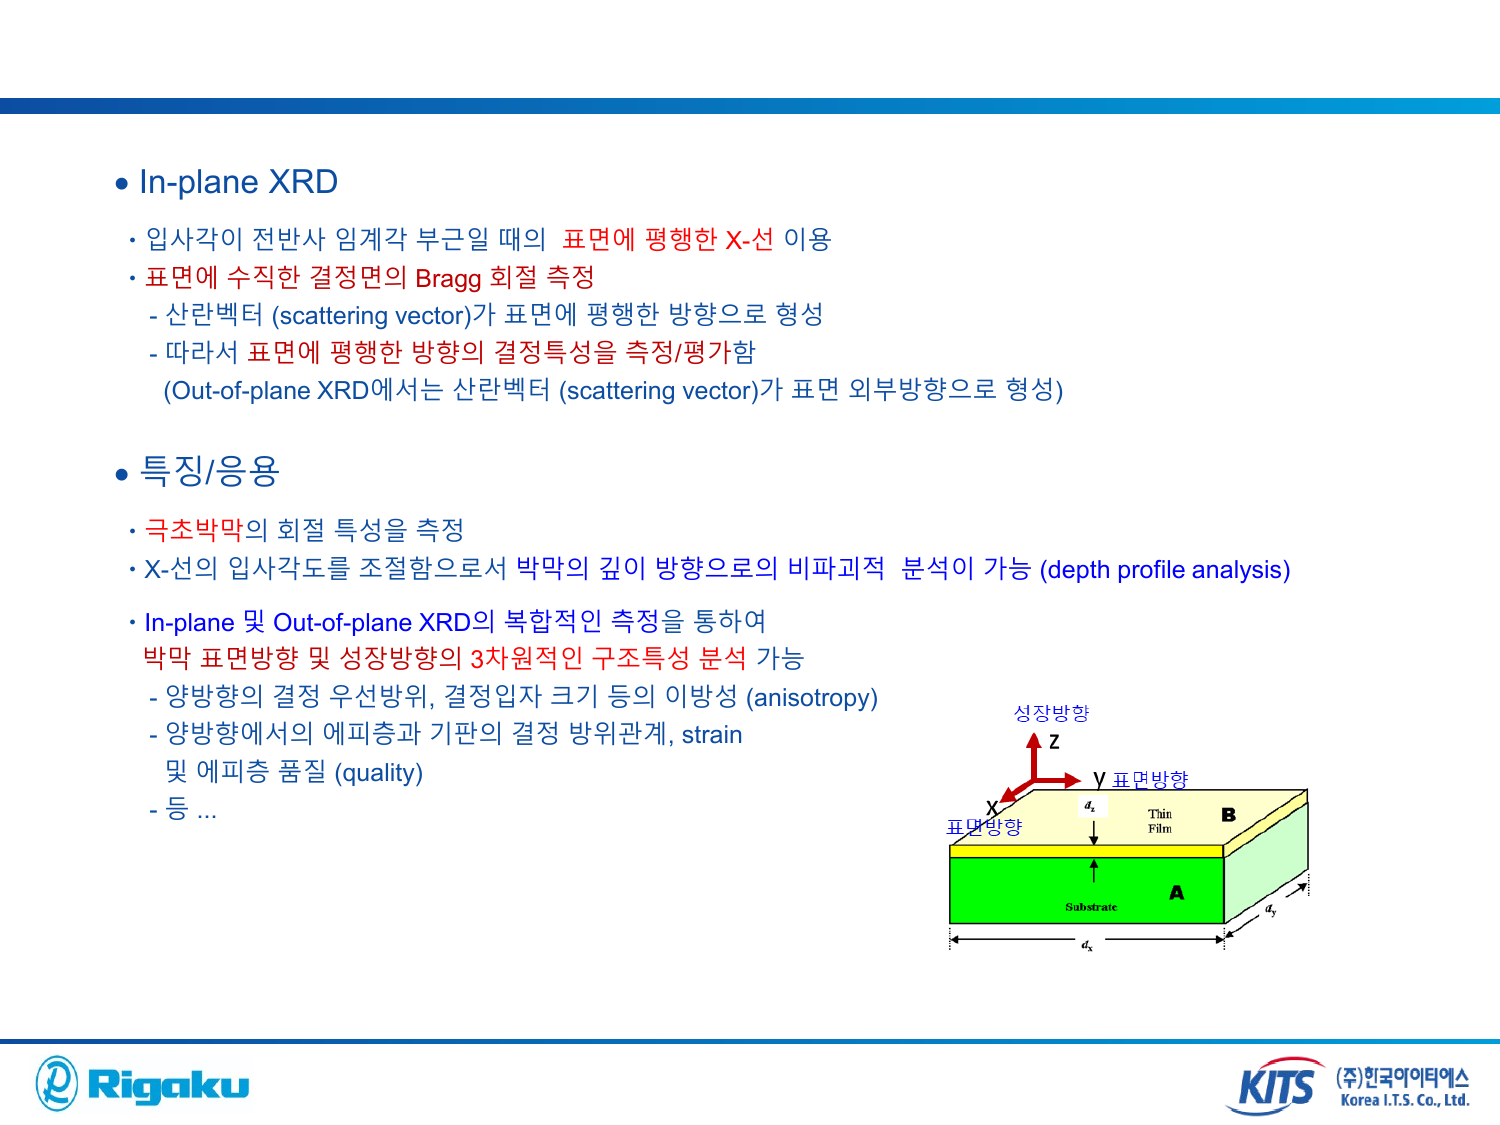 • In-plane XRD
· 입사각이 전반사 임계각 부근일 때의 표면에 평행한 X-선 이용
· 표면에 수직한 결정면의 Bragg 회절 측정
- 산란벡터 (scattering vector)가 표면에 평행한 방향으로 형성
- 따라서 표면에 평행한 방향의 결정특성을 측정/평가함
(Out-of-plane XRD에서는 산란벡터 (scattering vector)가 표면 외부방향으로 형성)
• 특징/응용
· 극초박막의 회절 특성을 측정
· X-선의 입사각도를 조절함으로서 박막의 깊이 방향으로의 비파괴적 분석이 가능 (depth profile analysis)
· In-plane 및 Out-of-plane XRD의 복합적인 측정을 통하여
박막 표면방향 및 성장방향의 3차원적인 구조특성 분석 가능
- 양방향의 결정 우선방위, 결정입자 크기 등의 이방성 (anisotropy)
- 양방향에서의 에피층과 기판의 결정 방위관계, strain
및 에피층 품질 (quality)
- 등 ...
성장방향
z
y 표면방향
x
표면방향
dz
Thin
Film
B
A
Substrate
dy
dx
Rigaku
KITS
(주)한국아이티에스
Korea I.T.S. Co., Ltd.